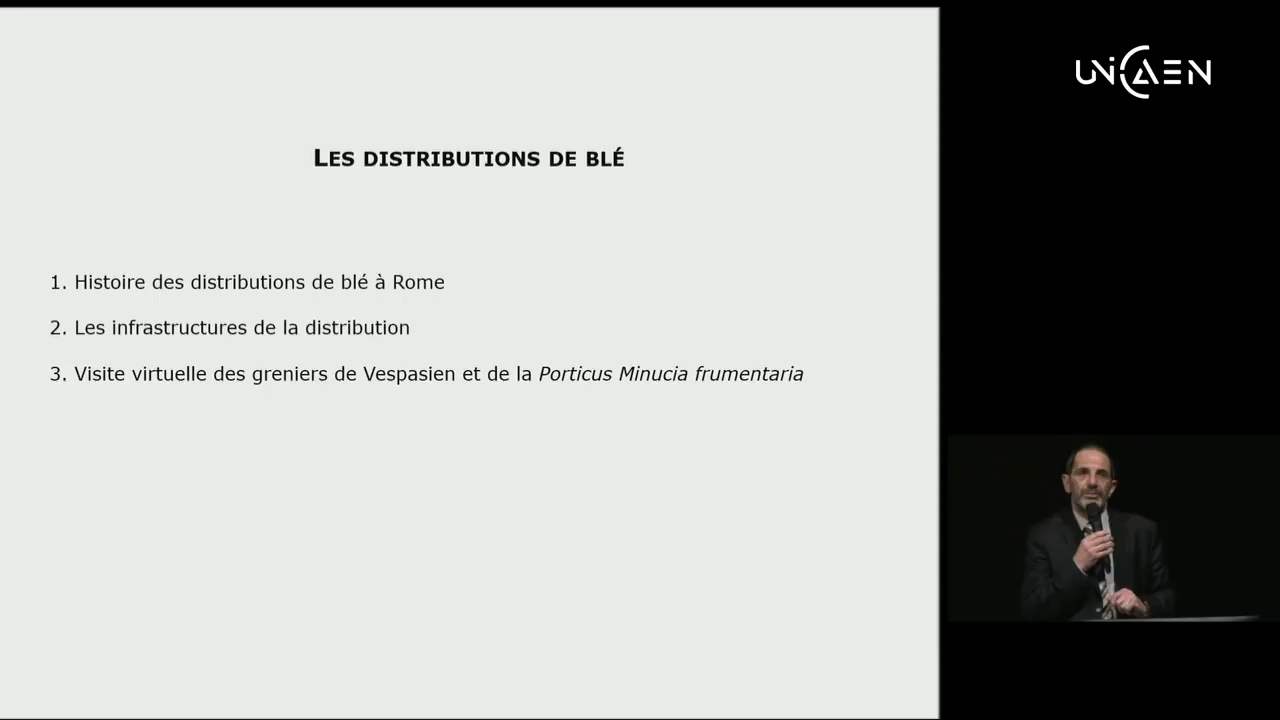 UNICAEN
LES DISTRIBUTIONS DE BLÉ
1. Histoire des distributions de blé à Rome
2. Les infrastructures de la distribution
3. Visite virtuelle des greniers de Vespasien et de la Porticus Minucia frumentaria